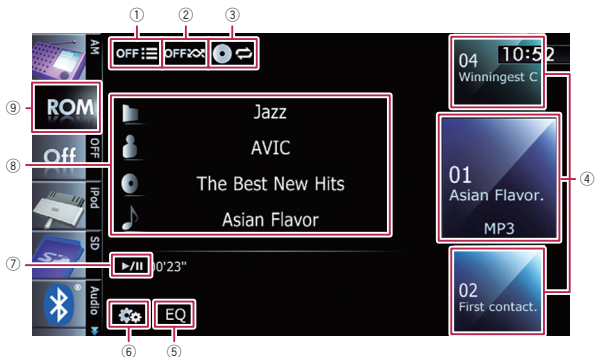 ① ② ③
AM
OFF OFF
04 10:52
Winningest C
⑨ ROM
Jazz
OFF
Off
AVIC
⑧
The Best New Hits
Asian Flavor
01
Asian Flavor.
MP3
④
iPod
SD
⑦ ►/II 00'23"
02
First contact.
Audio
EQ
⑥ ⑤